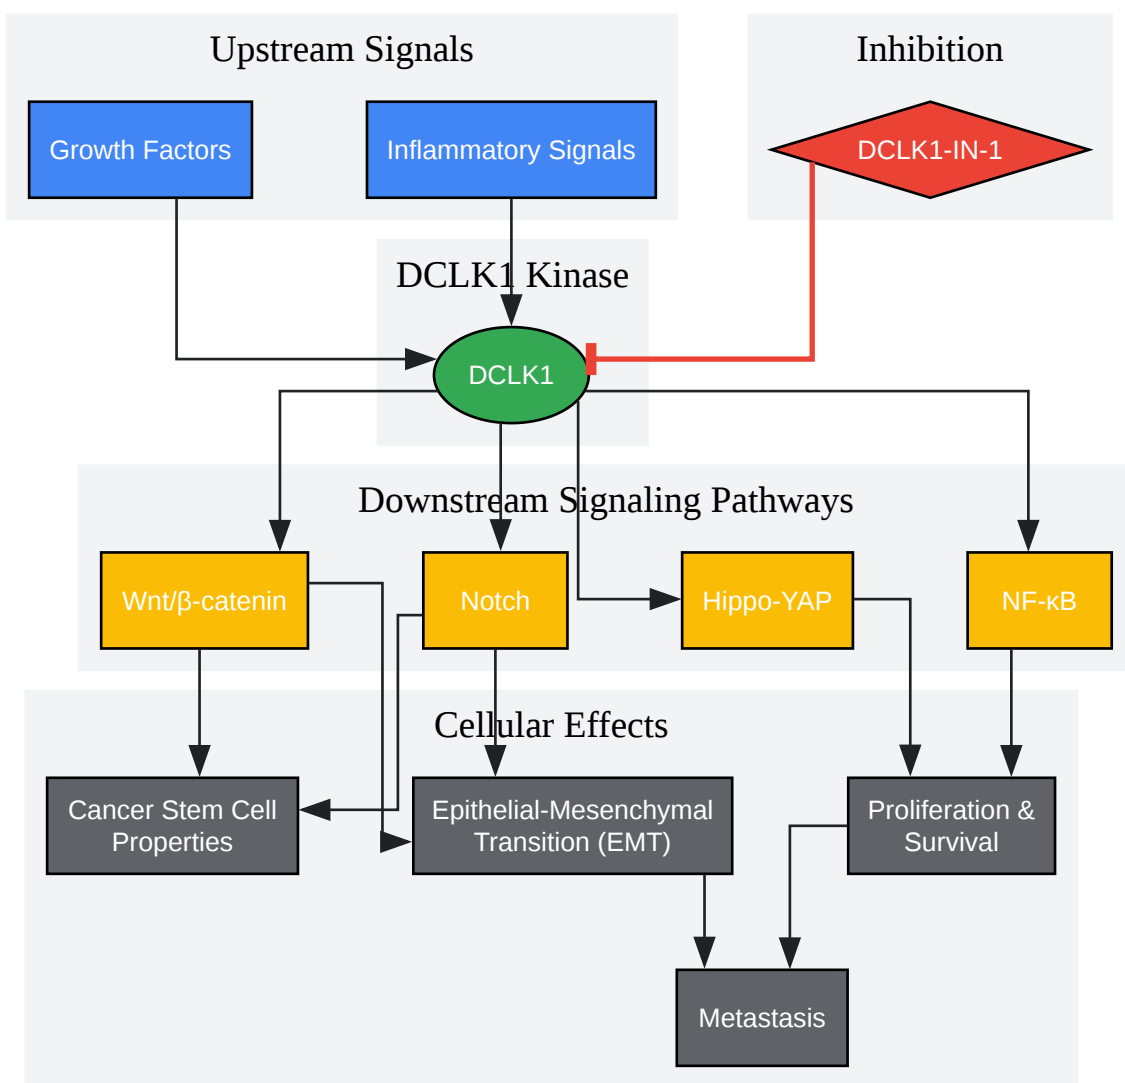 Upstream Signals
Inhibition
Growth Factors
Inflammatory Signals
DCLK1-IN-1
DCLK1 Kinase
DCLK1
Downstream Signaling Pathways
Wnt/β-catenin
Notch
Hippo-YAP
NF-κB
Cellular Effects
Cancer Stem Cell
Properties
Epithelial-Mesenchymal
Transition (EMT)
Proliferation &
Survival
Metastasis